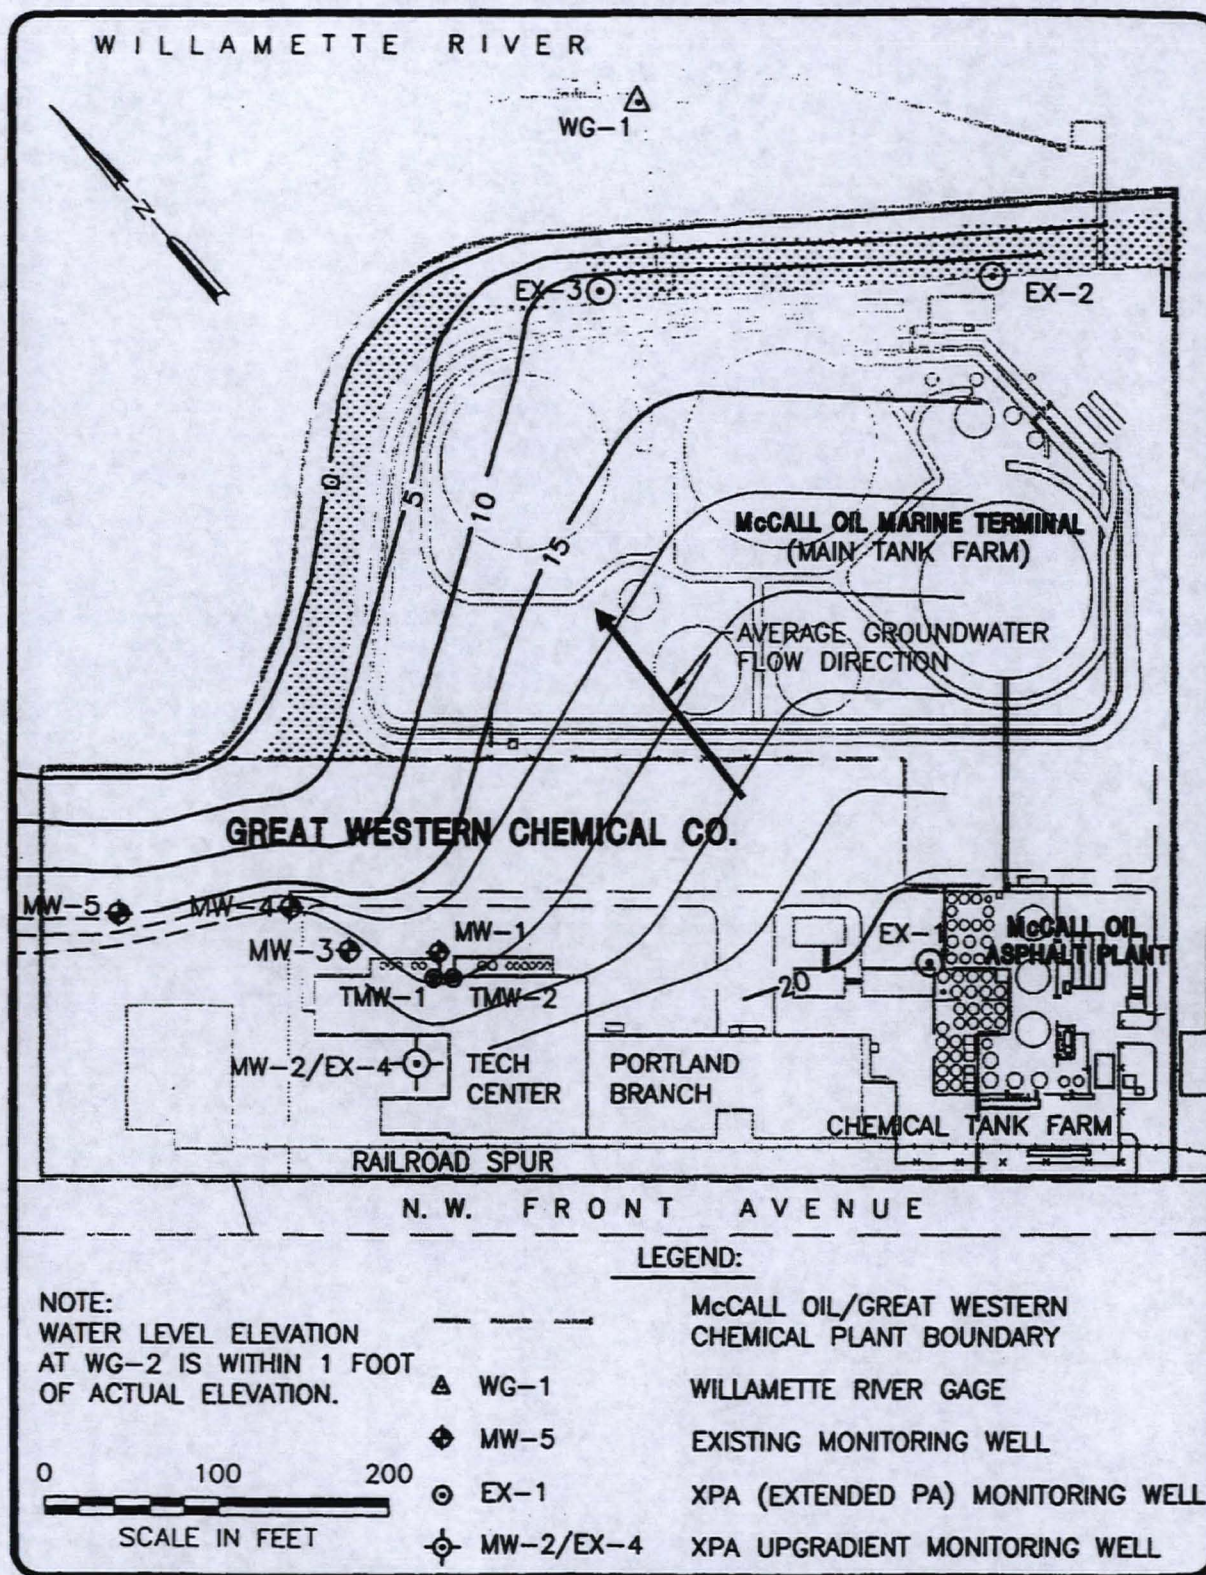 WILLAMETTE RIVER
WG-1
N
EX-3
EX-2
0
5
10
15
McCALL OIL MARINE TERMINAL
(MAIN TANK FARM)
AVERAGE GROUNDWATER
FLOW DIRECTION
GREAT WESTERN CHEMICAL CO.
MW-5
MW-4
MW-3
MW-1
EX-1
McCALL OIL
ASPHALT PLANT
TMW-1
TMW-2
20
MW-2/EX-4
TECH
CENTER
PORTLAND
BRANCH
CHEMICAL TANK FARM
RAILROAD SPUR
N.W. FRONT AVENUE
LEGEND:
NOTE:
WATER LEVEL ELEVATION
AT WG-2 IS WITHIN 1 FOOT
OF ACTUAL ELEVATION.
McCALL OIL/GREAT WESTERN
CHEMICAL PLANT BOUNDARY
WG-1 WILLAMETTE RIVER GAGE
MW-5 EXISTING MONITORING WELL
EX-1 XPA (EXTENDED PA) MONITORING WELL
MW-2/EX-4 XPA UPGRADIENT MONITORING WELL
0 100 200
SCALE IN FEET